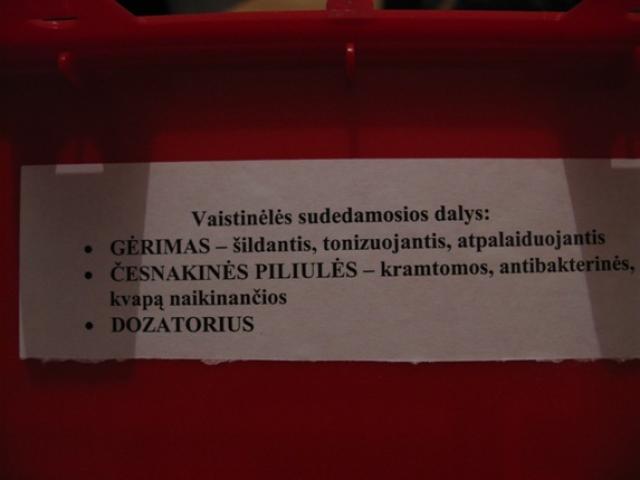 Vaistinėlės sudedamosios dalys:
• GĖRIMAS – šildantis, tonizuojantis, atpalaiduojantis
• ČESNAKINĖS PILIULĖS – kramtomos, antibakterinės,
kvapą naikinančios
• DOZATORIUS